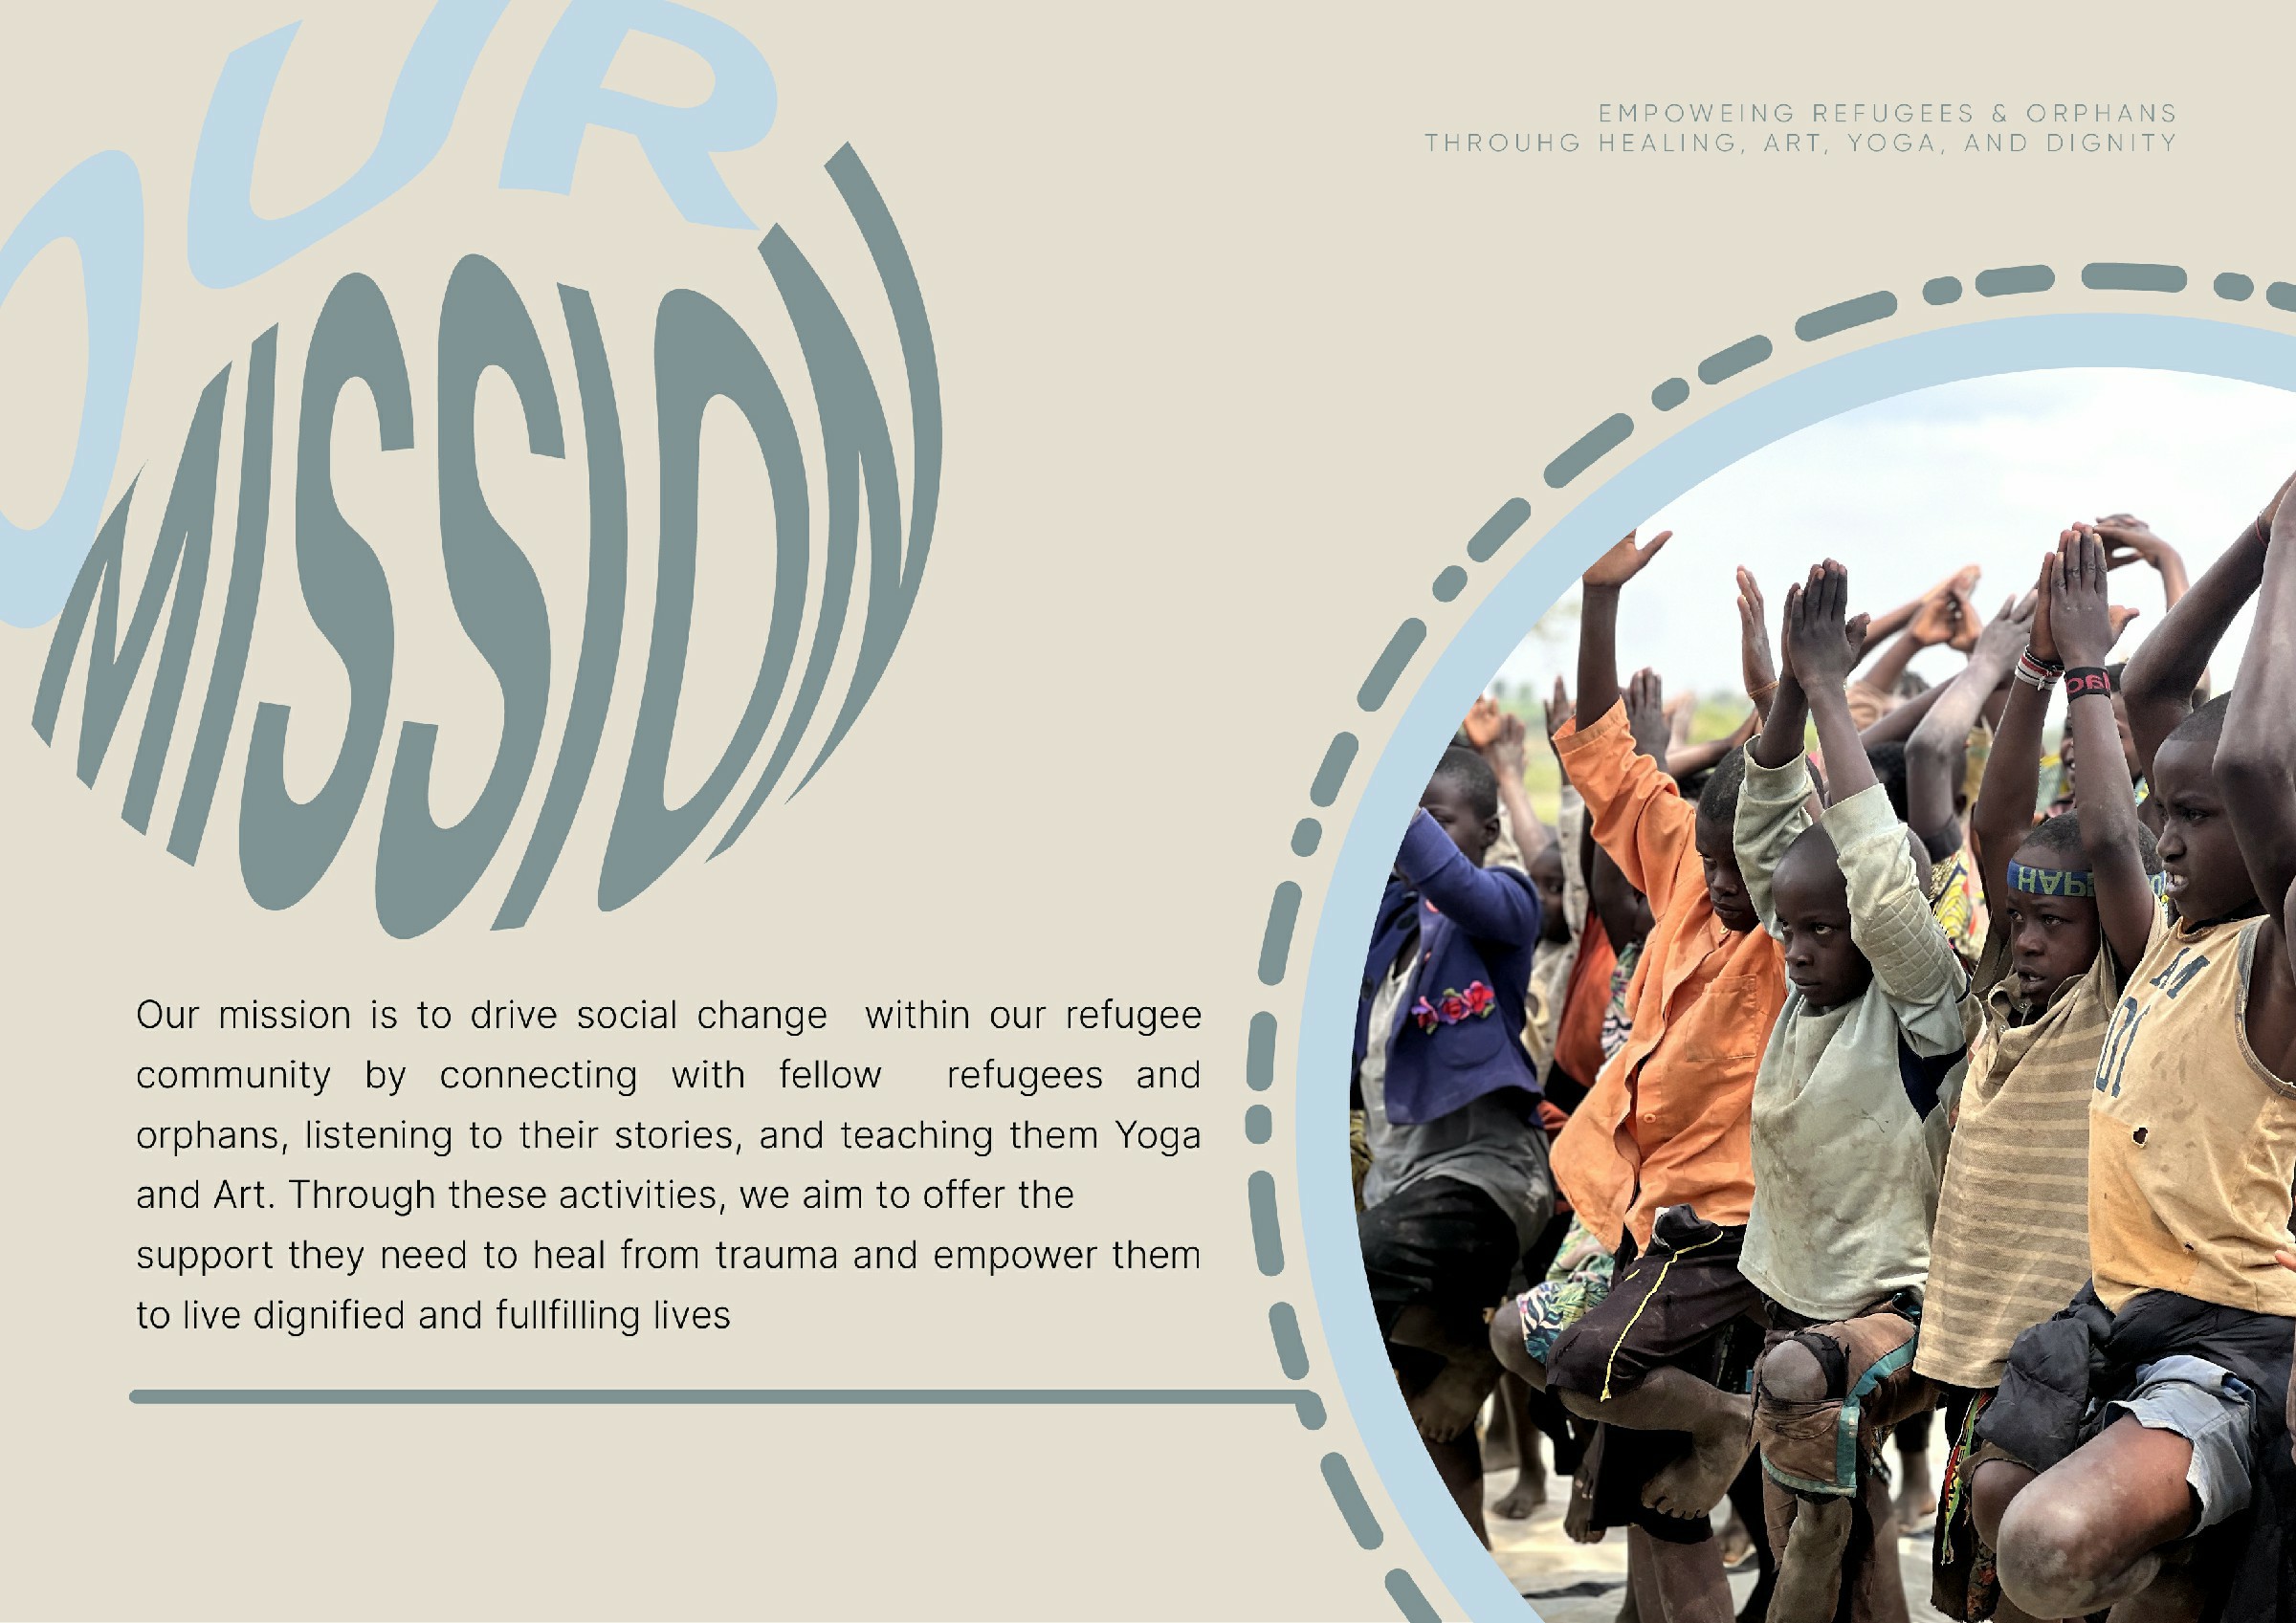 OUR
MISSION
EMPOWEING REFUGEES & ORPHANS
THROUHG HEALING, ART, YOGA, AND DIGNITY
Our mission is to drive social change within our refugee
community by connecting with fellow refugees and
orphans, listening to their stories, and teaching them Yoga
and Art. Through these activities, we aim to offer the
support they need to heal from trauma and empower them
to live dignified and fullfilling lives